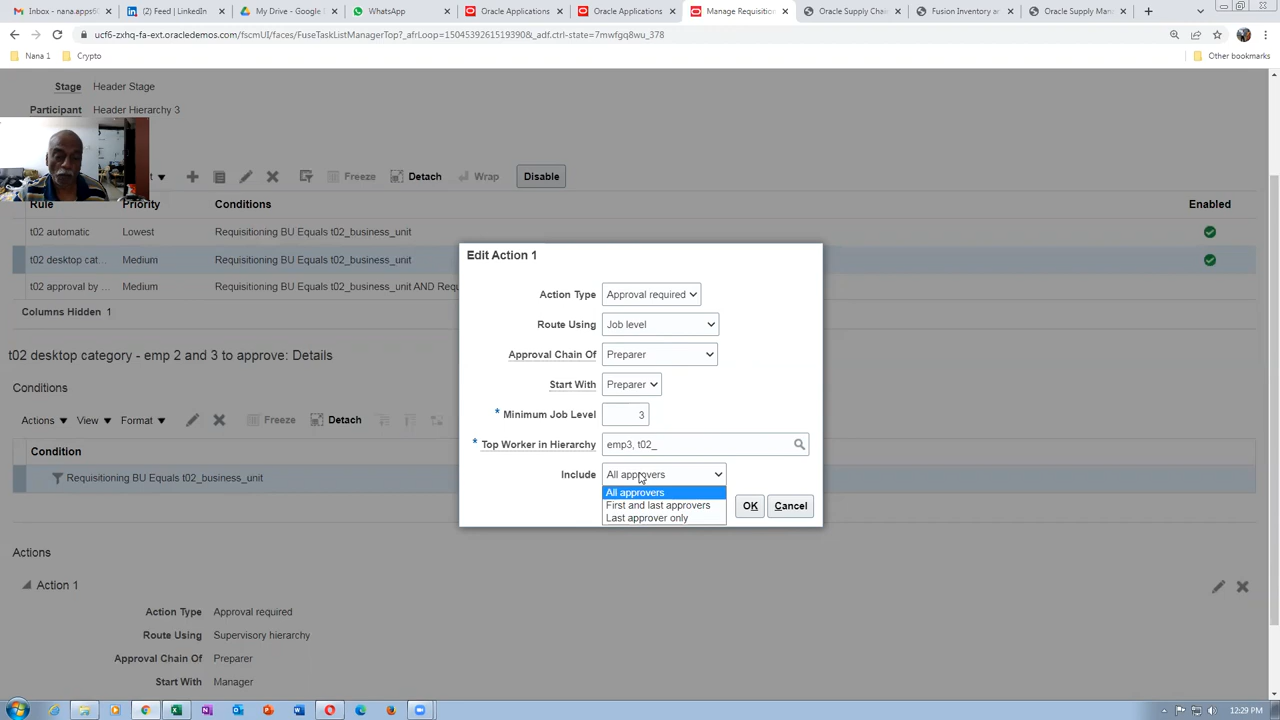 Inbox - nana.apps9
(2) Feed | LinkedIn
My Drive - Google
WhatsApp
Oracle Applications
Oracle Applications
Manage Requisition
Oracle Supply Chai
Fusion Inventory a
Oracle Supply Man
ucf6-zxhq-fa-ext.oracledemos.com/fscmUI/faces/FuseTaskListManagerTop?_afrLoop=15045392651519390&_adf.ctrl-state=7mwfgq8wu_378
Nana 1
Crypto
Other bookmarks
Stage Header Stage
Participant Header Hierarchy 3
Freeze Detach Wrap Disable
Rule Priority Conditions Enabled
t02 automatic Lowest Requisitioning BU Equals t02_business_unit
t02 desktop cat... Medium Requisitioning BU Equals t02_business_unit
t02 approval by ... Medium Requisitioning BU Equals t02_business_unit AND Requ
Columns Hidden 1
t02 desktop category - emp 2 and 3 to approve: Details
Conditions
Actions View Format Freeze Detach
Condition
Requisitioning BU Equals t02_business_unit
Edit Action 1
Action Type Approval required
Route Using Job level
Approval Chain Of Preparer
Start With Preparer
* Minimum Job Level 3
* Top Worker in Hierarchy emp3, t02_
Include All approvers
All approvers
First and last approvers
Last approver only
OK Cancel
Actions
Action 1
Action Type Approval required
Route Using Supervisory hierarchy
Approval Chain Of Preparer
Start With Manager
12:29 PM